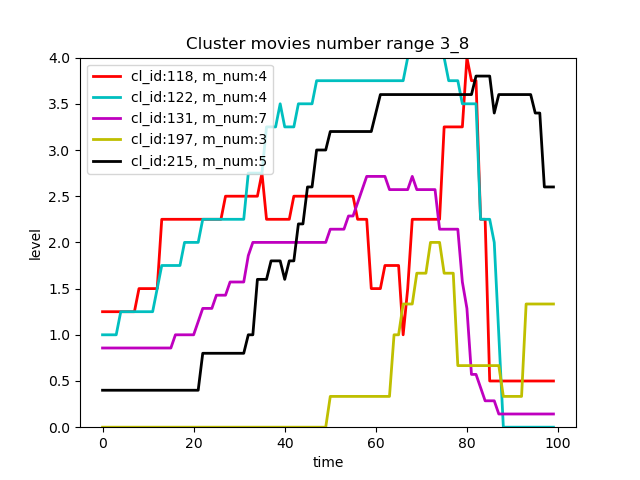 Cluster movies number range 3_8
4.0
3.5
3.0
2.5
2.0
1.5
1.0
0.5
0.0
level
cl_id:118, m_num:4
cl_id:122, m_num:4
cl_id:131, m_num:7
cl_id:197, m_num:3
cl_id:215, m_num:5
0 20 40 60 80 100
time